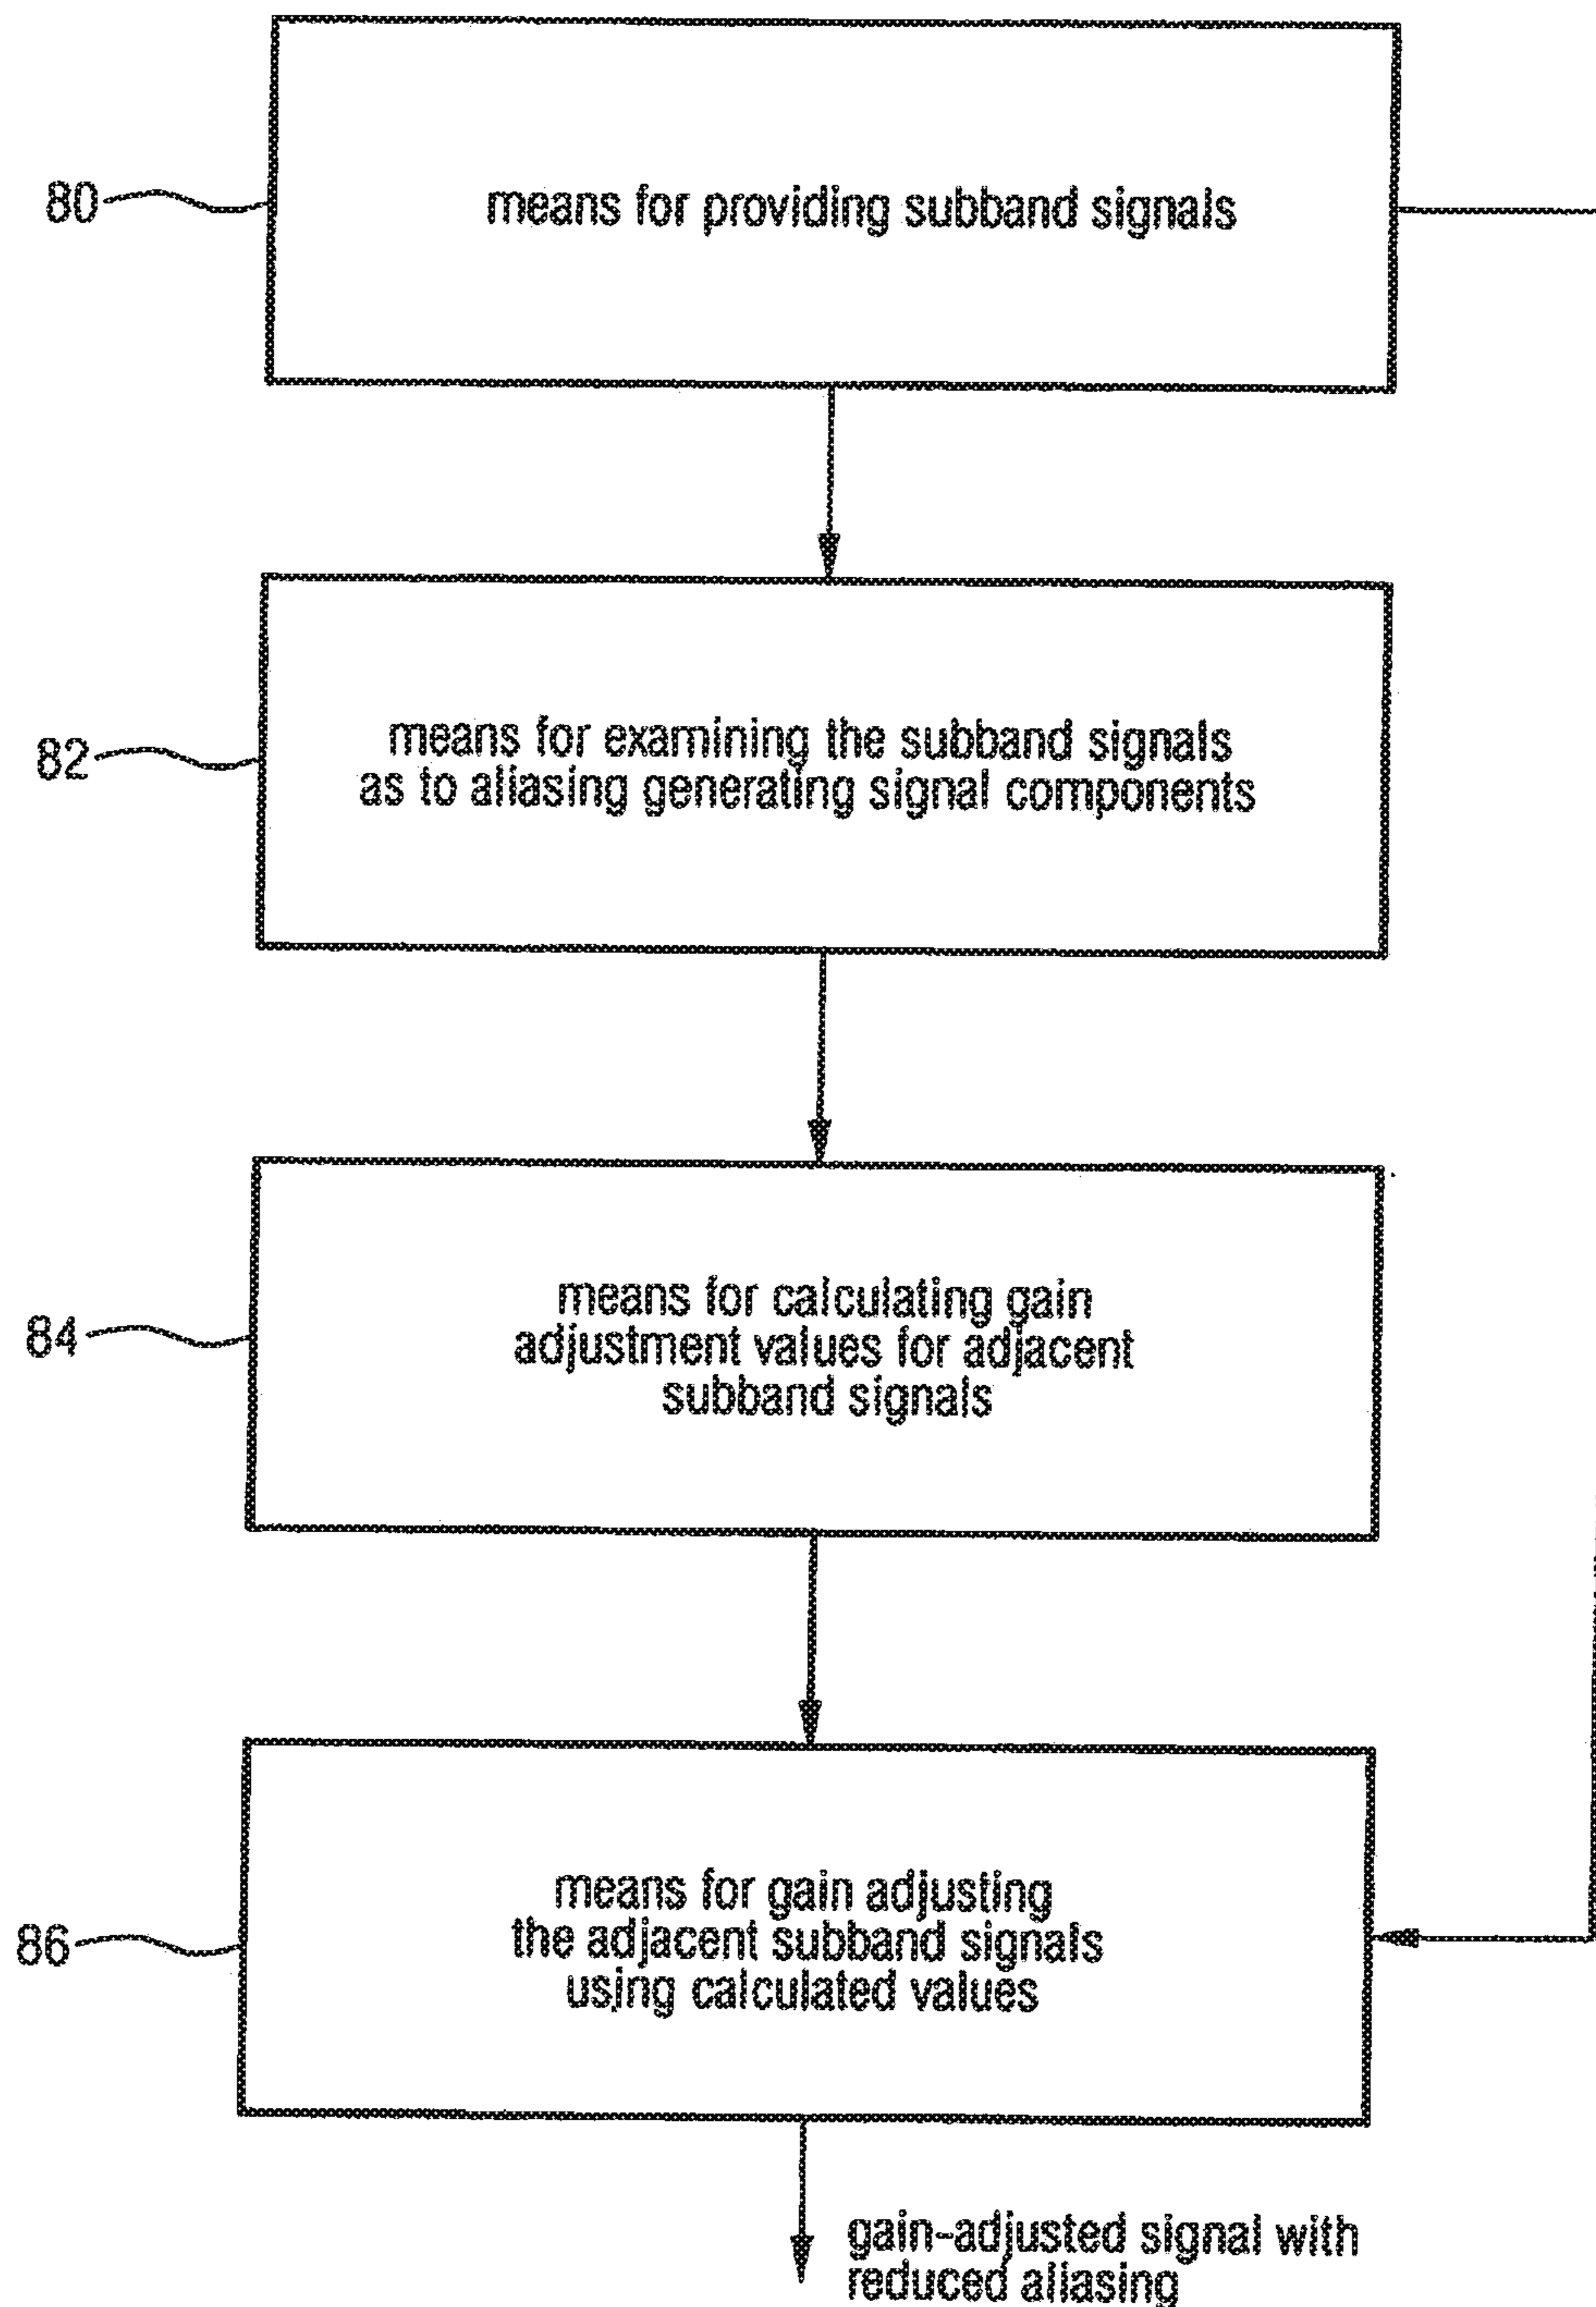 80
means for providing subband signals
82
means for examining the subband signals
as to aliasing generating signal components
84
means for calculating gain
adjustment values for adjacent
subband signals
86
means for gain adjusting
the adjacent subband signals
using calculated values
gain-adjusted signal with
reduced aliasing